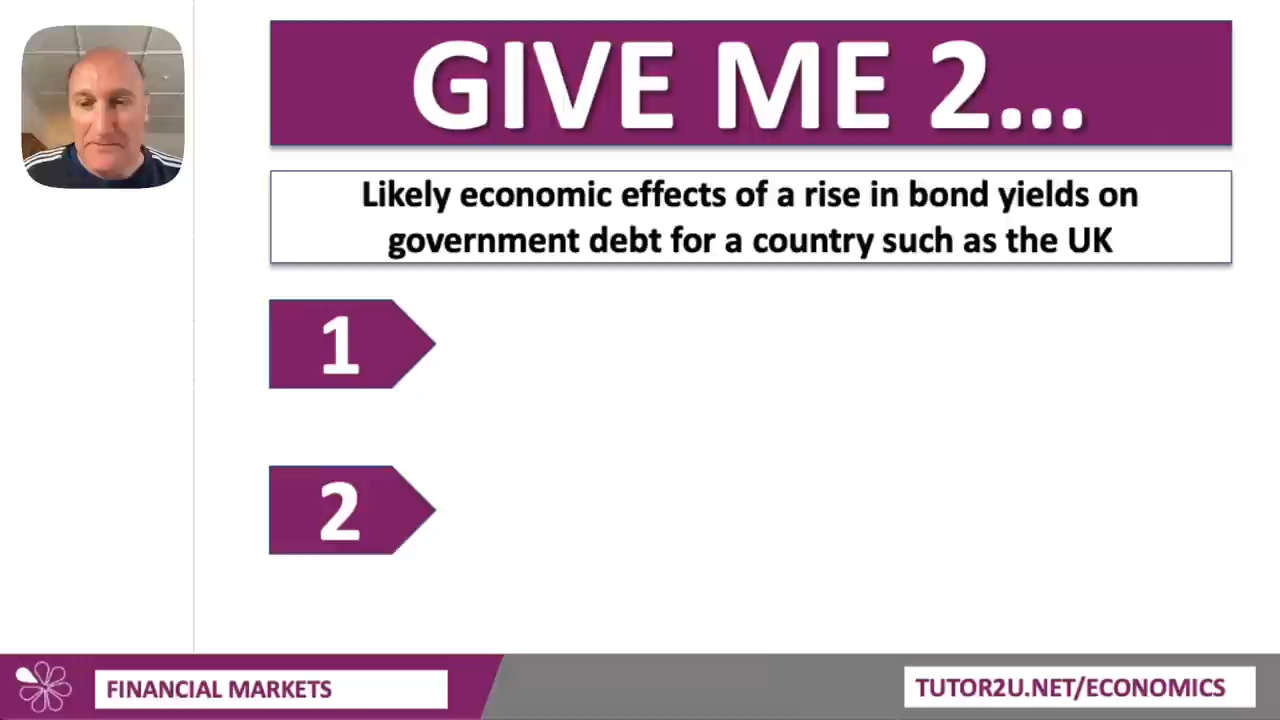 GIVE ME 2...
Likely economic effects of a rise in bond yields on
government debt for a country such as the UK
1
2
FINANCIAL MARKETS
TUTOR2U.NET/ECONOMICS